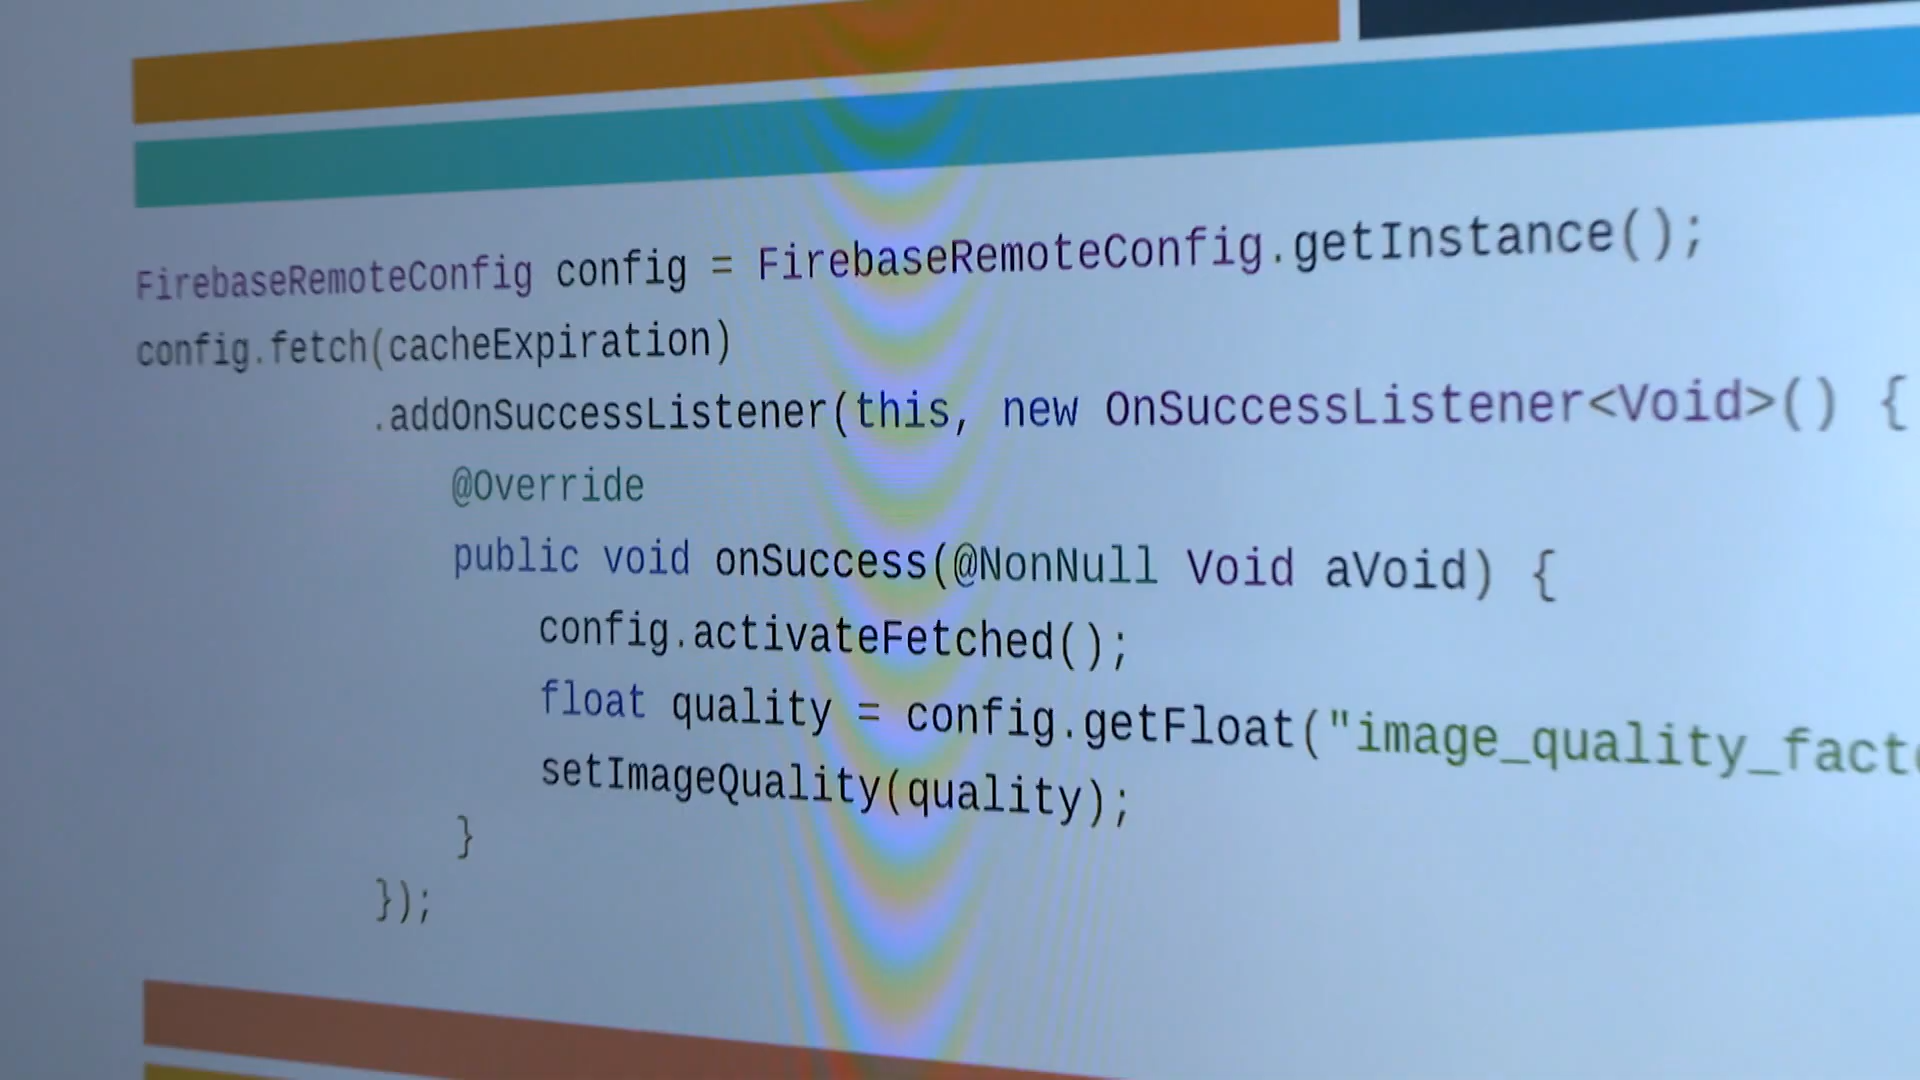 FirebaseRemoteConfig config = FirebaseRemoteConfig.getInstance();
config.fetch(cacheExpiration)
.addOnSuccessListener(this, new OnSuccessListener<Void>() {
@Override
public void onSuccess(@NonNull Void aVoid) {
config.activateFetched();
float quality = config.getFloat("image_quality_fact
setImageQuality(quality);
}
});